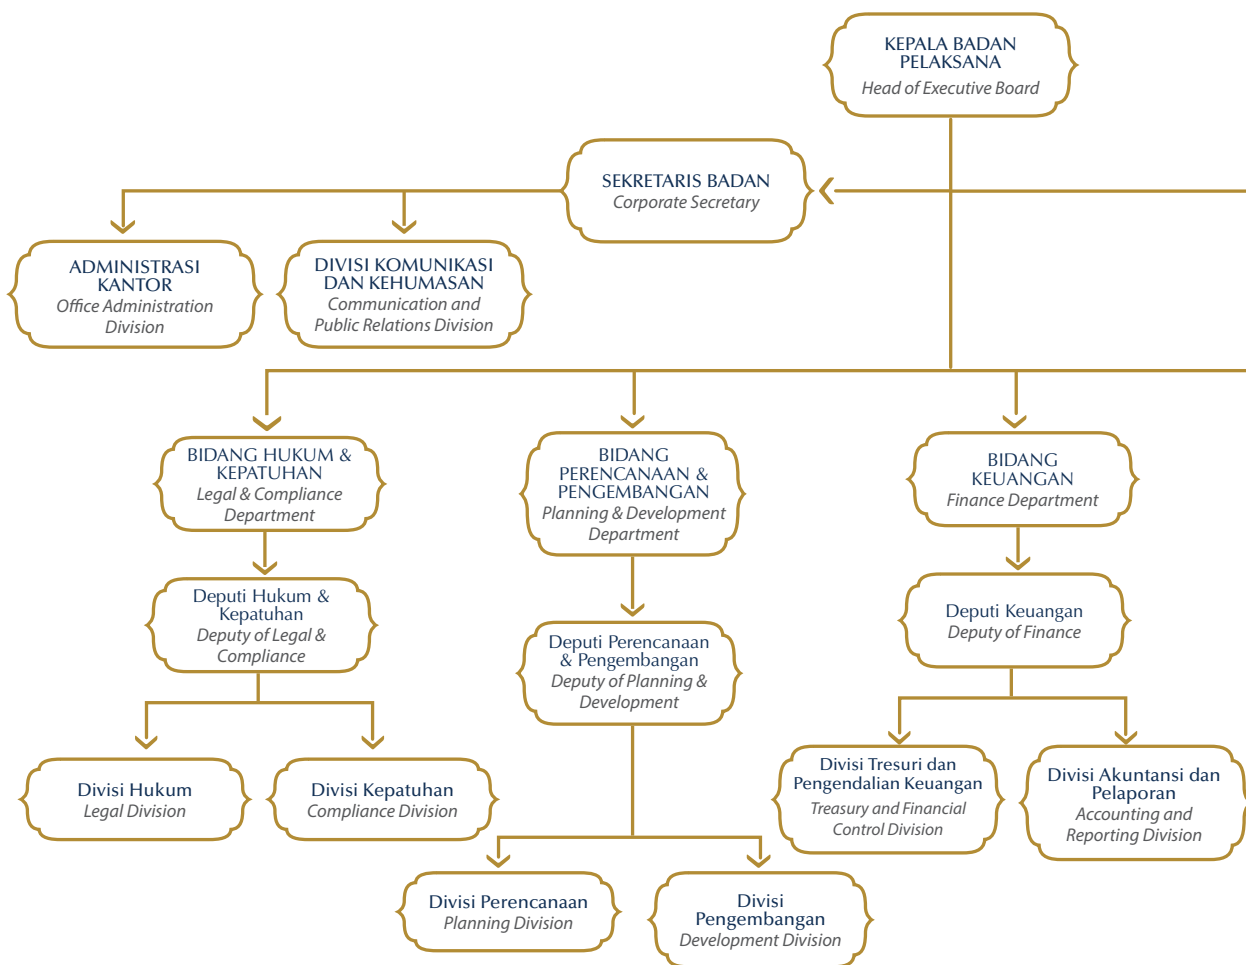 KEPALA BADAN
PELAKSANA
Head of Executive Board
SEKRETARIS BADAN
Corporate Secretary
ADMINISTRASI
KANTOR
Office Administration
Division
DIVISI KOMUNIKASI
DAN KEHUMASAN
Communication and
Public Relations Division
BIDANG HUKUM &
KEPATUHAN
Legal & Compliance
Department
BIDANG
PERENCANAAN &
PENGEMBANGAN
Planning & Development
Department
BIDANG
KEUANGAN
Finance Department
Deputi Hukum &
Kepatuhan
Deputy of Legal &
Compliance
Deputi Perencanaan
& Pengembangan
Deputy of Planning &
Development
Deputi Keuangan
Deputy of Finance
Divisi Hukum
Legal Division
Divisi Kepatuhan
Compliance Division
Divisi Tresuri dan
Pengendalian Keuangan
Treasury and Financial
Control Division
Divisi Akuntansi dan
Pelaporan
Accounting and
Reporting Division
Divisi Perencanaan
Planning Division
Divisi
Pengembangan
Development Division